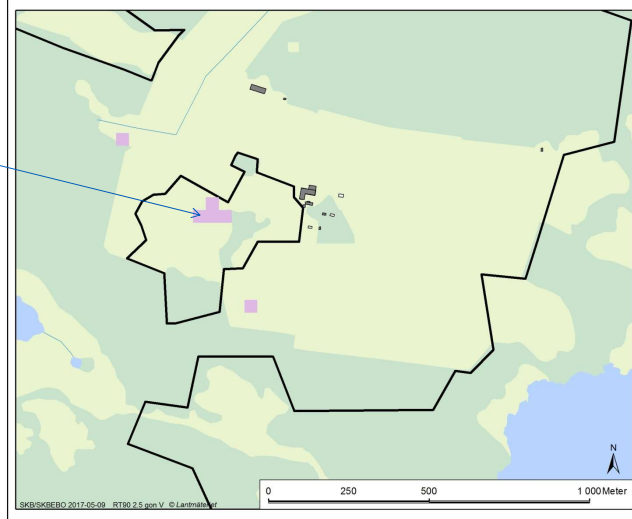 N
0 250 500 1 000 Meter
SKB/SKBEBO 2017-05-09 RT90 2.5 gon V © Lantmäteriet